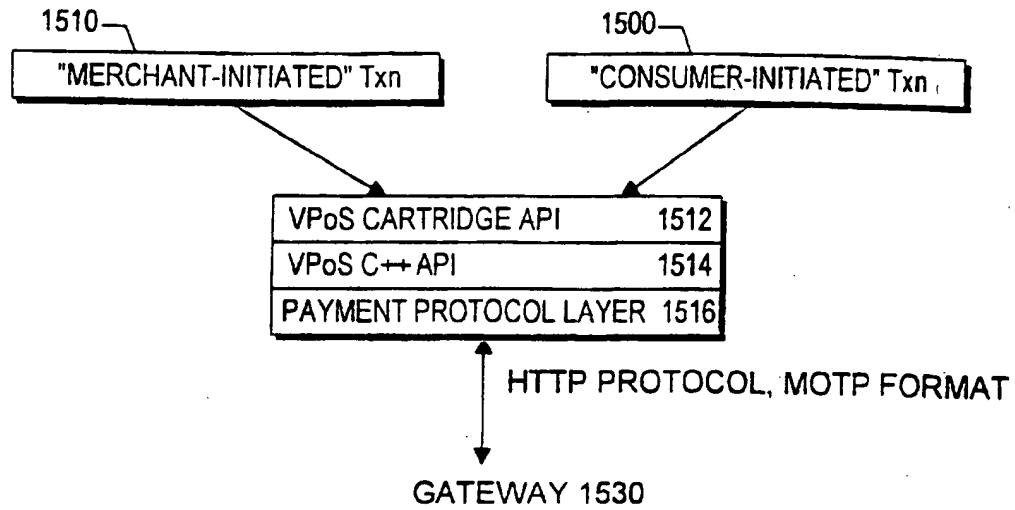 1510
1500
"MERCHANT-INITIATED" Txn
"CONSUMER-INITIATED" Txn
VPoS CARTRIDGE API 1512
VPoS C++ API 1514
PAYMENT PROTOCOL LAYER 1516
HTTP PROTOCOL, MOTP FORMAT
GATEWAY 1530